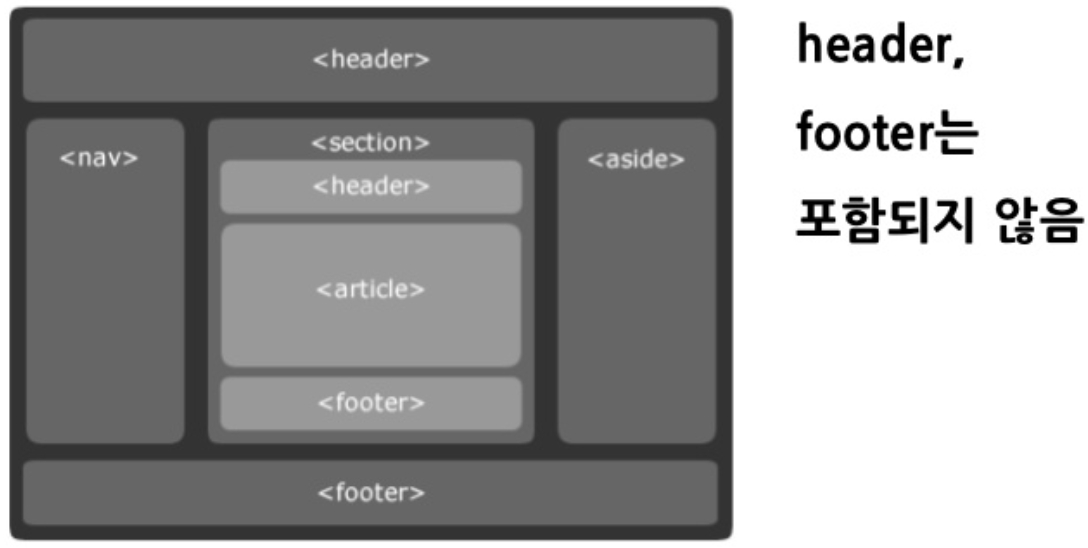 <header>
<nav>
<section>
<header>
<article>
<footer>
<aside>
<footer>
header,
footer는
포함되지 않음